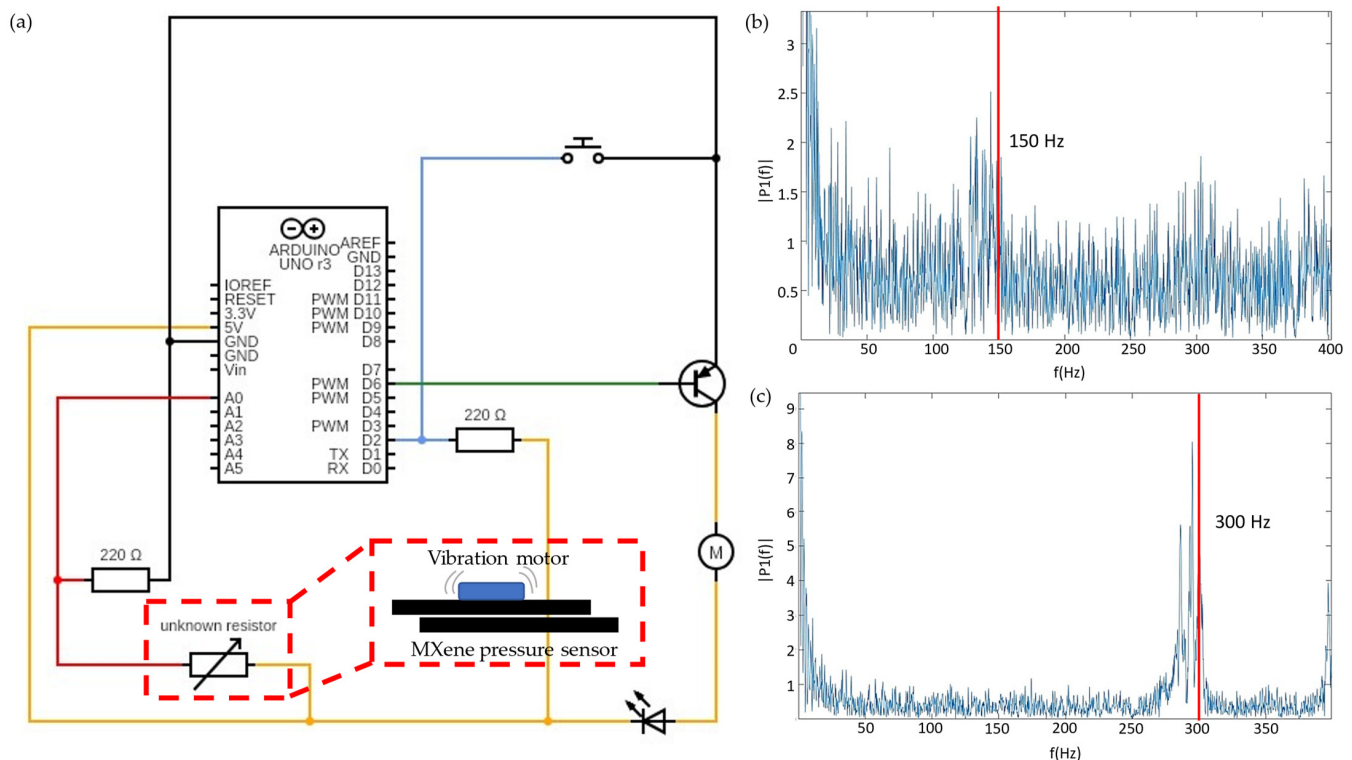 (a)
ARDUINO
UNO r3
IOREF
RESET
3.3V
5V
GND
GND
Vin
A0
A1
A2
A3
A4
A5
AREF
GND
D13
D12
PWM D11
PWM D10
PWM D9
D8
D7
PWM D6
PWM D5
D4
PWM D3
D2
TX D1
RX D0
220 Ω
220 Ω
unknown resistor
Vibration motor
MXene pressure sensor
M
(b)
|P1(f)|
3
2.5
2
1.5
1
0.5
0
50
100
150
200
250
300
350
400
150 Hz
f(Hz)
(c)
|P1(f)|
9
8
7
6
5
4
3
2
1
50
100
150
200
250
300
350
300 Hz
f(Hz)